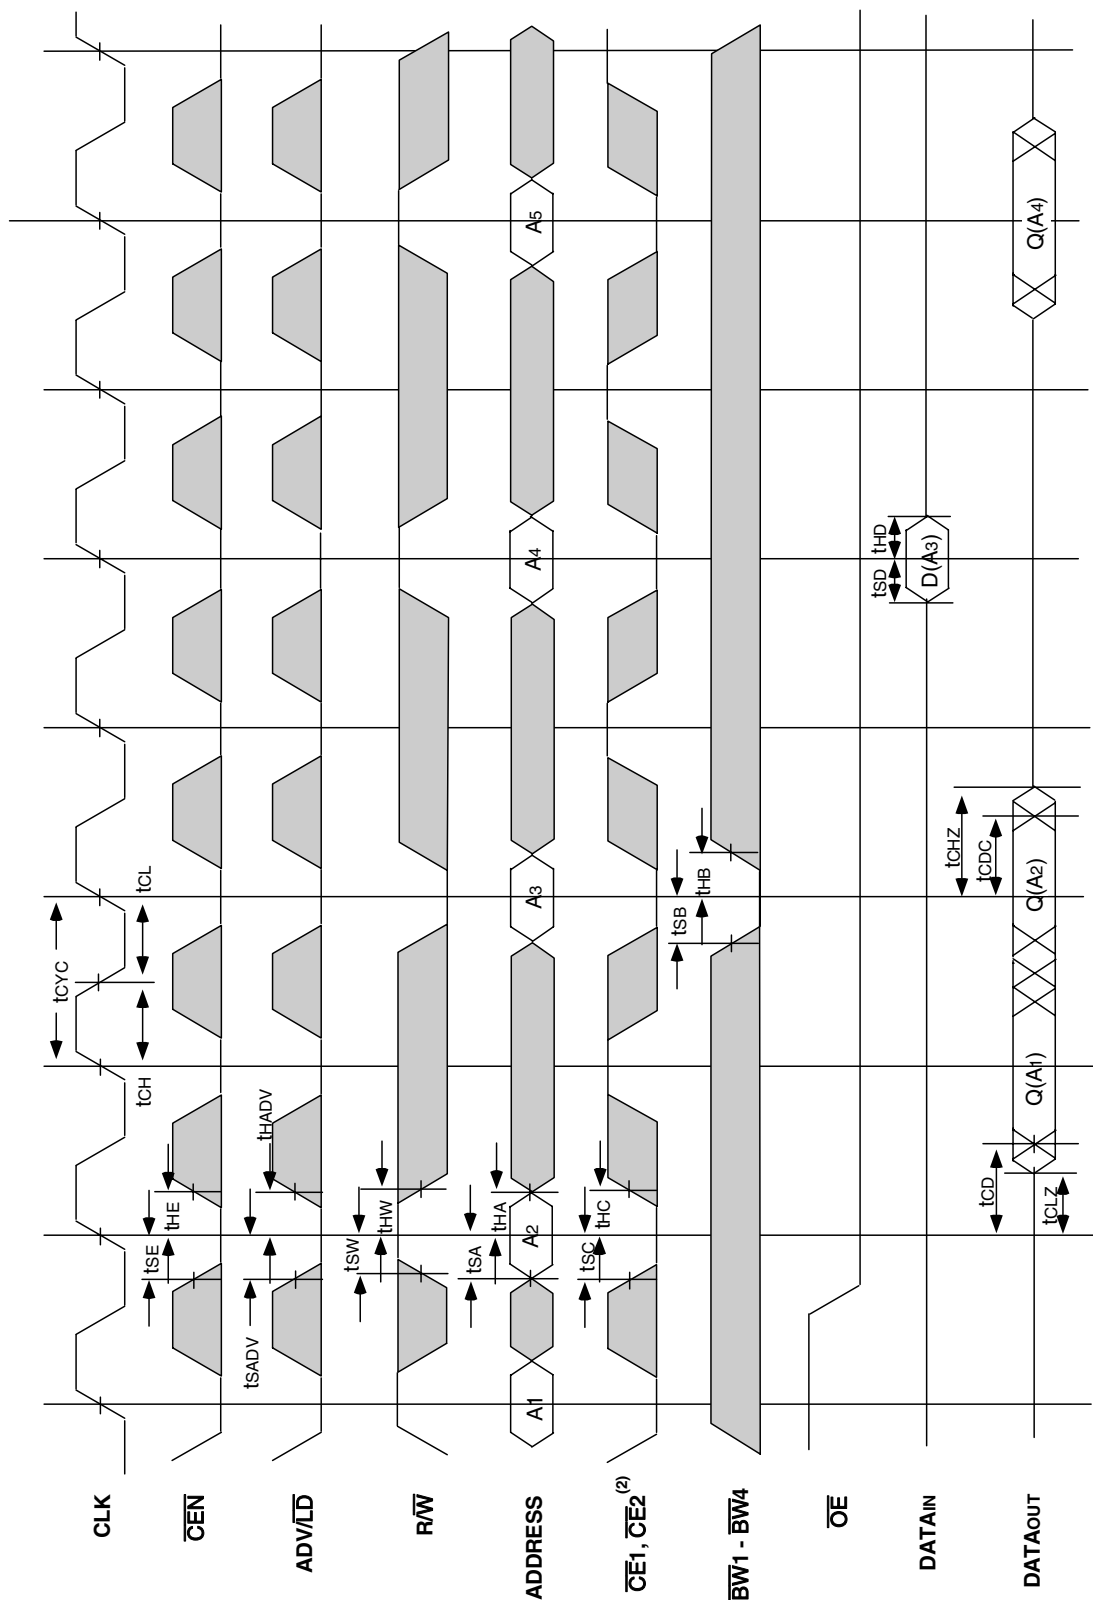 CLK
tCYC
tCH
tCL
CEN
tSE
tHE
ADV/LD
tSADV
tHADV
R/W
tSW
tHW
ADDRESS
A1
A2
A3
A4
A5
tSA
tHA
CE1, CE2(2)
tSC
tHC
BW1 - BW4
tSB
tHB
OE
DATAIN
D(A3)
tSD
tHD
DATAOUT
tCD
tCLZ
Q(A1)
Q(A2)
tCHZ
tCDC
Q(A4)